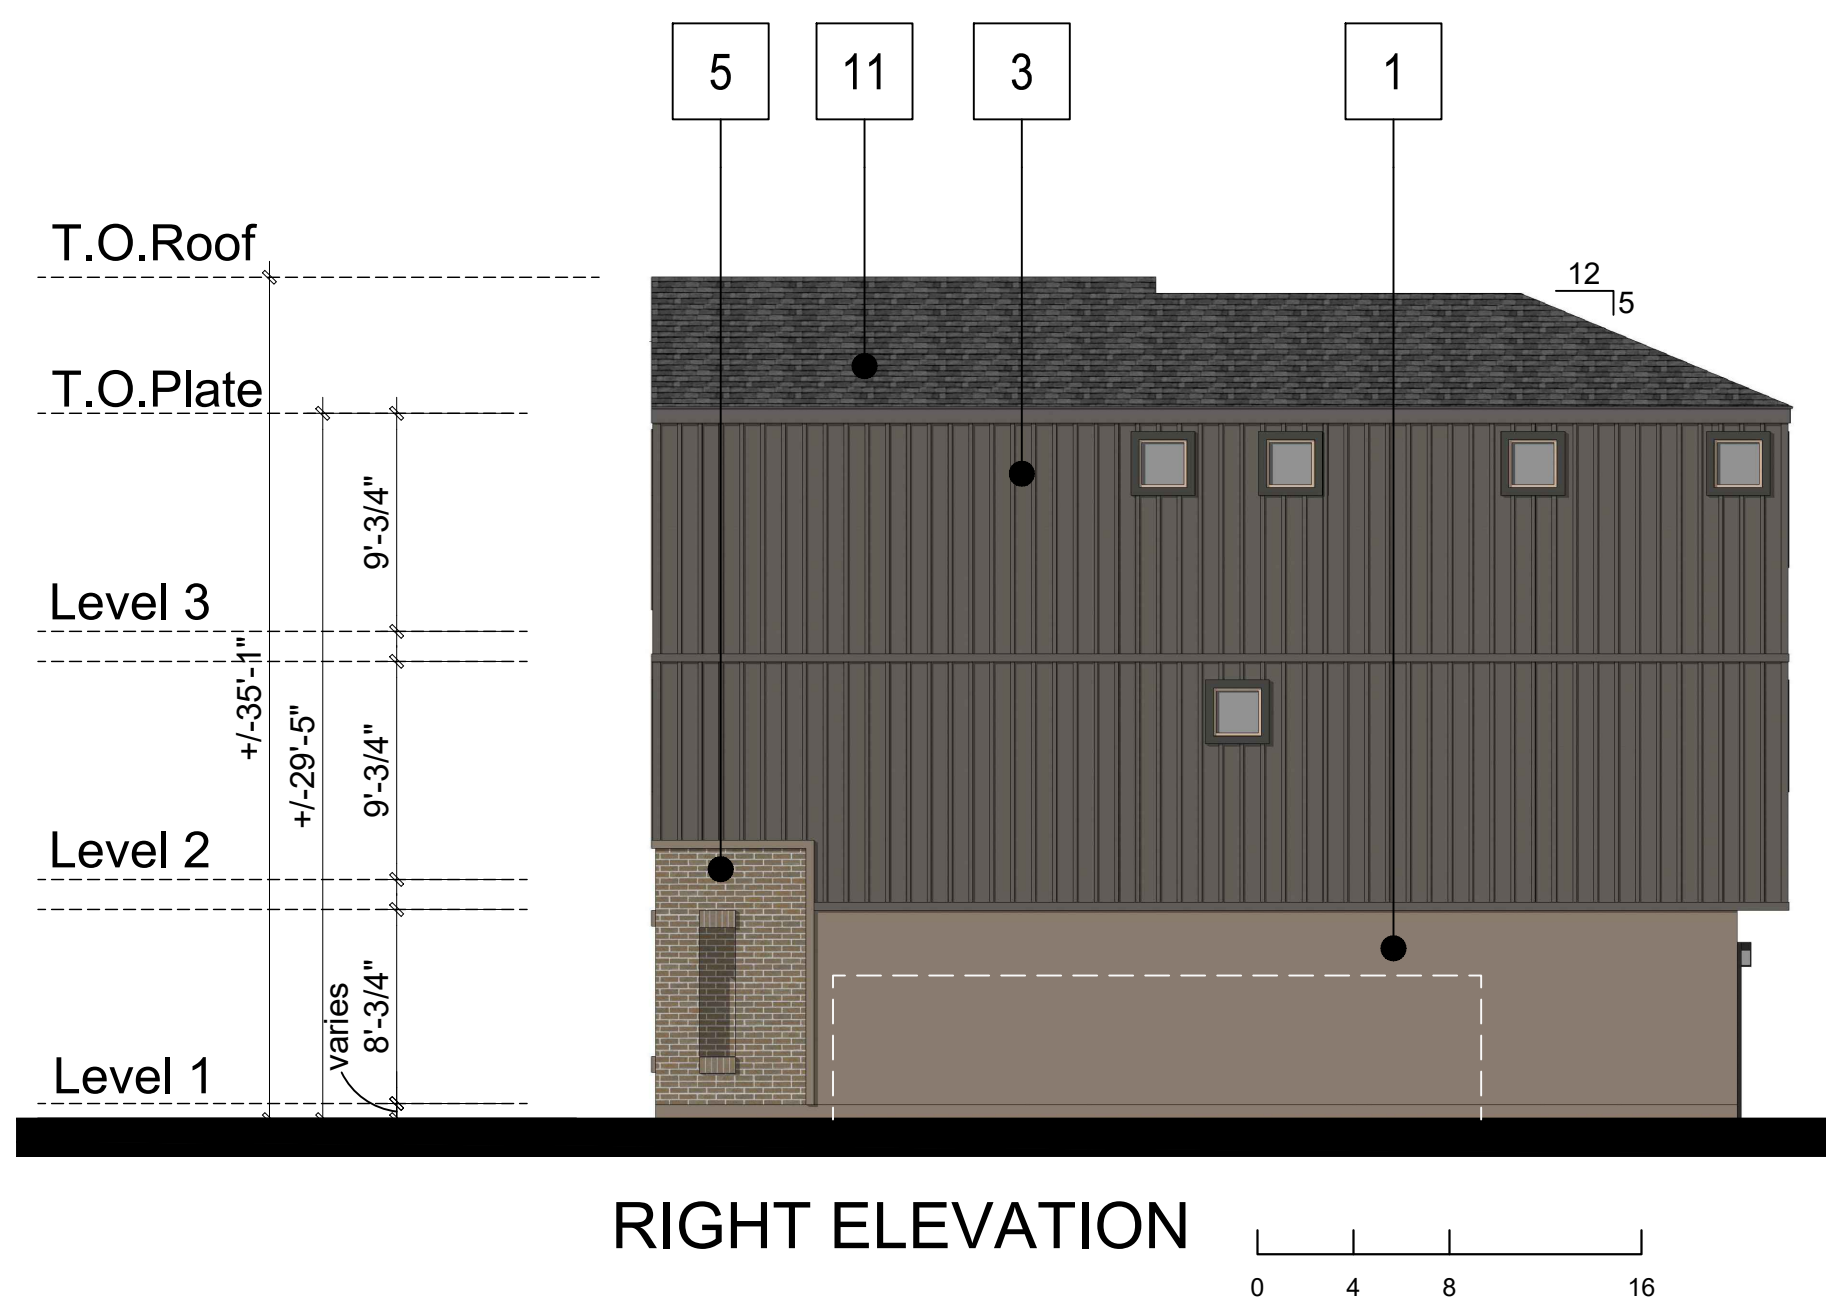 5
11
3
1
T.O.Roof
12
5
T.O.Plate
9'-3/4"
Level 3
+/-35'-1"
+/-29'-5"
9'-3/4"
Level 2
varies
8'-3/4"
Level 1
RIGHT ELEVATION
0 4 8 16